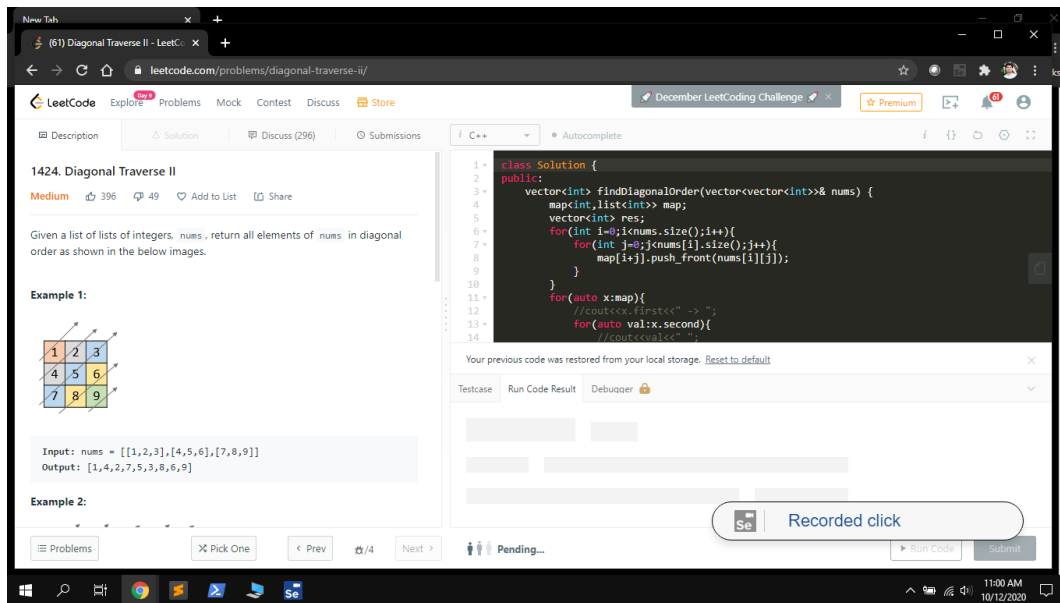 New Tab
(61) Diagonal Traverse II - LeetCo
leetcode.com/problems/diagonal-traverse-ii/
ks
LeetCode Explore Day 9 Problems Mock Contest Discuss Store
December LeetCoding Challenge
Premium
61
Description Solution Discuss (296) Submissions
i C++ Autocomplete
1424. Diagonal Traverse II
Medium 396 49 Add to List Share
Given a list of lists of integers, nums, return all elements of nums in diagonal
order as shown in the below images.
Example 1:
1 2 3
4 5 6
7 8 9
Input: nums = [[1,2,3],[4,5,6],[7,8,9]]
Output: [1,4,2,7,5,3,8,6,9]
Example 2:
1 class Solution {
2 public:
3 vector<int> findDiagonalOrder(vector<vector<int>>& nums) {
4 map<int,list<int>> map;
5 vector<int> res;
6 for(int i=0;i<nums.size();i++){
7 for(int j=0;j<nums[i].size();j++){
8 map[i+j].push_front(nums[i][j]);
9 }
10 }
11 for(auto x:map){
12 //cout<<x.first<<" -> ";
13 for(auto val:x.second){
14 //cout<<val<<" ";
Your previous code was restored from your local storage. Reset to default
Testcase Run Code Result Debugger
Se Recorded click
Problems Pick One Prev /4 Next
Pending...
Run Code Submit
Se
11:00 AM
10/12/2020